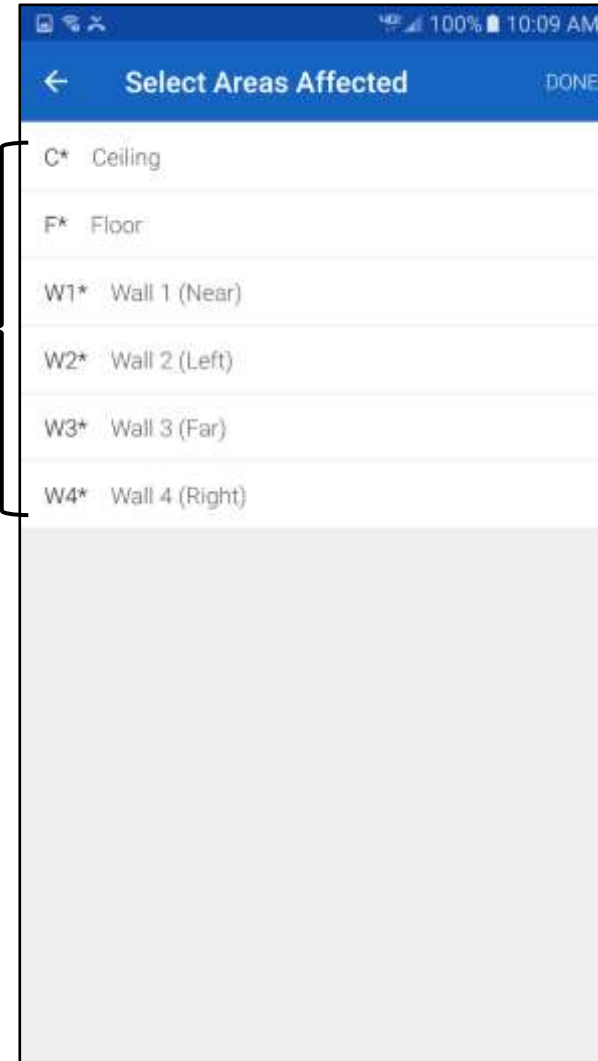 100% 10:09 AM
Select Areas Affected DONE
C* Ceiling
F* Floor
W1* Wall 1 (Near)
W2* Wall 2 (Left)
W3* Wall 3 (Far)
W4* Wall 4 (Right)